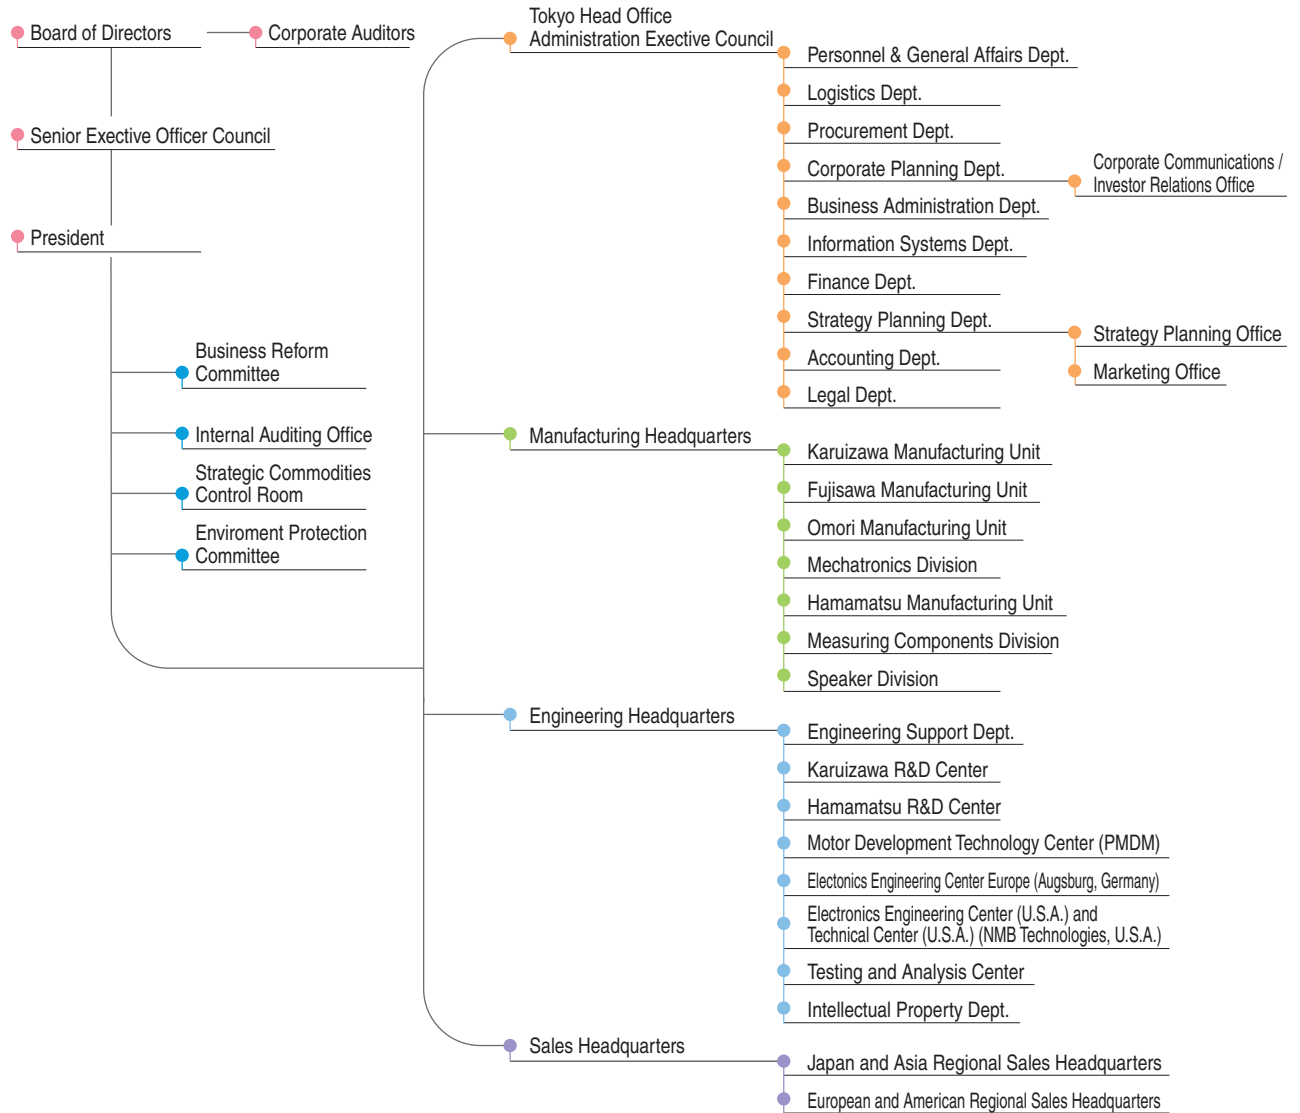 Board of Directors
Corporate Auditors
Senior Exective Officer Council
President
Business Reform
Committee
Internal Auditing Office
Strategic Commodities
Control Room
Enviroment Protection
Committee
Tokyo Head Office
Administration Exective Council
Personnel & General Affairs Dept.
Logistics Dept.
Procurement Dept.
Corporate Planning Dept.
Corporate Communications /
Investor Relations Office
Business Administration Dept.
Information Systems Dept.
Finance Dept.
Strategy Planning Dept.
Strategy Planning Office
Marketing Office
Accounting Dept.
Legal Dept.
Manufacturing Headquarters
Karuizawa Manufacturing Unit
Fujisawa Manufacturing Unit
Omori Manufacturing Unit
Mechatronics Division
Hamamatsu Manufacturing Unit
Measuring Components Division
Speaker Division
Engineering Headquarters
Engineering Support Dept.
Karuizawa R&D Center
Hamamatsu R&D Center
Motor Development Technology Center (PMDM)
Electonics Engineering Center Europe (Augsburg, Germany)
Electronics Engineering Center (U.S.A.) and
Technical Center (U.S.A.) (NMB Technologies, U.S.A.)
Testing and Analysis Center
Intellectual Property Dept.
Sales Headquarters
Japan and Asia Regional Sales Headquarters
European and American Regional Sales Headquarters